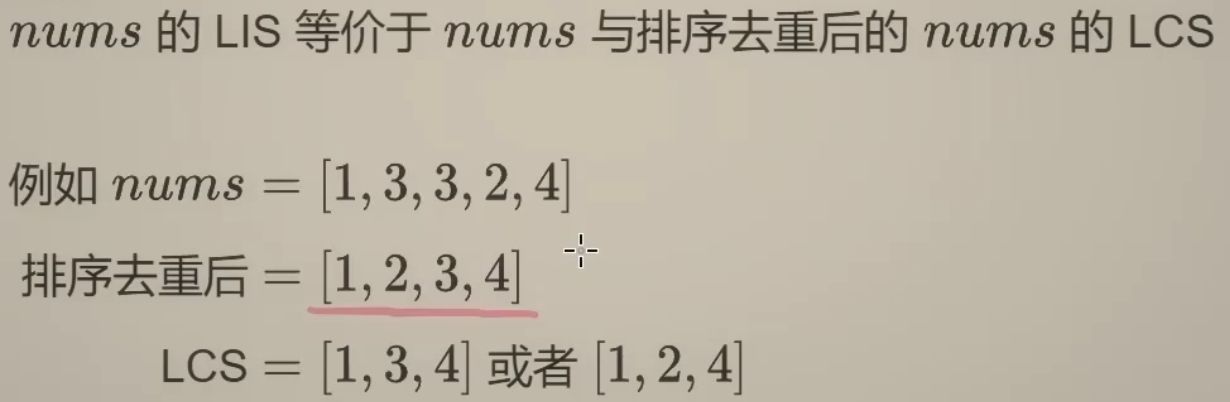 nums 的 LIS 等价于 nums 与排序去重后的 nums 的 LCS
例如 nums = [1, 3, 3, 2, 4]
排序去重后 = [1, 2, 3, 4]
LCS = [1, 3, 4] 或者 [1, 2, 4]